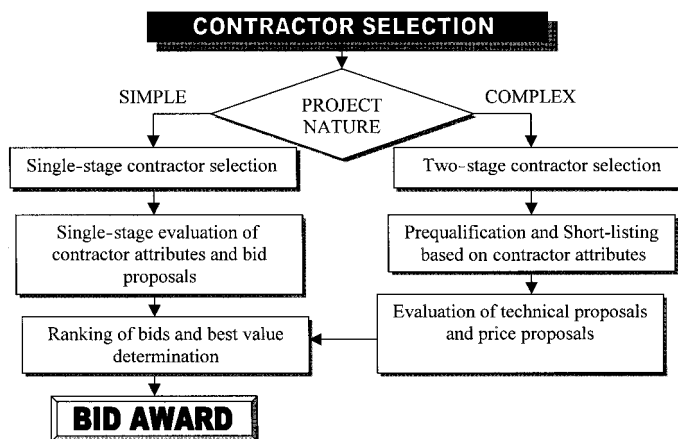 CONTRACTOR SELECTION
SIMPLE
PROJECT
NATURE
COMPLEX
Single-stage contractor selection
Two-stage contractor selection
Single-stage evaluation of
contractor attributes and bid
proposals
Prequalification and Short-listing
based on contractor attributes
Evaluation of technical proposals
and price proposals
Ranking of bids and best value
determination
BID AWARD